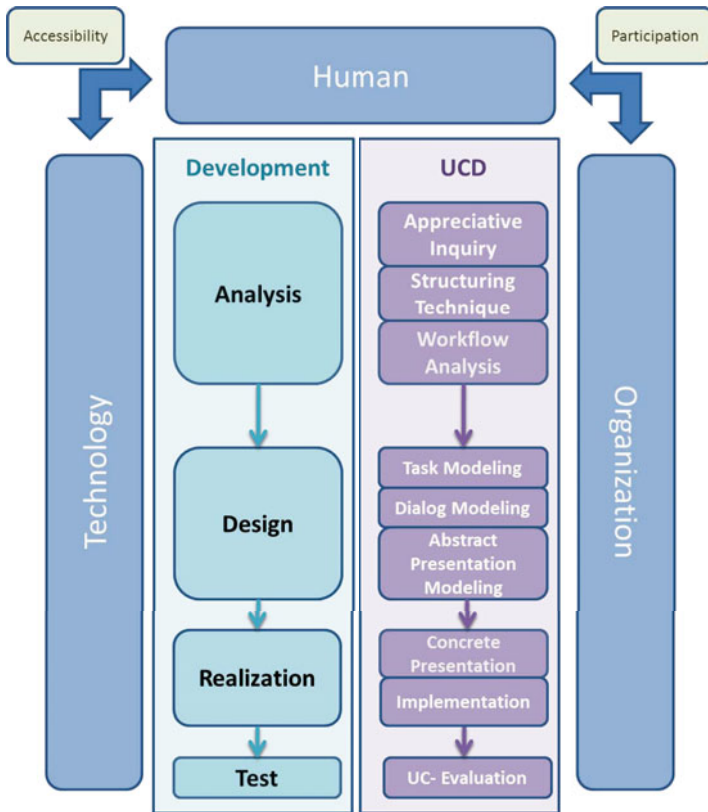 Accessibility
Participation
Human
Technology
Development
Analysis
Design
Realization
Test
UCD
Appreciative
Inquiry
Structuring
Technique
Workflow
Analysis
Task Modeling
Dialog Modeling
Abstract
Presentation
Modeling
Concrete
Presentation
Implementation
UC- Evaluation
Organization